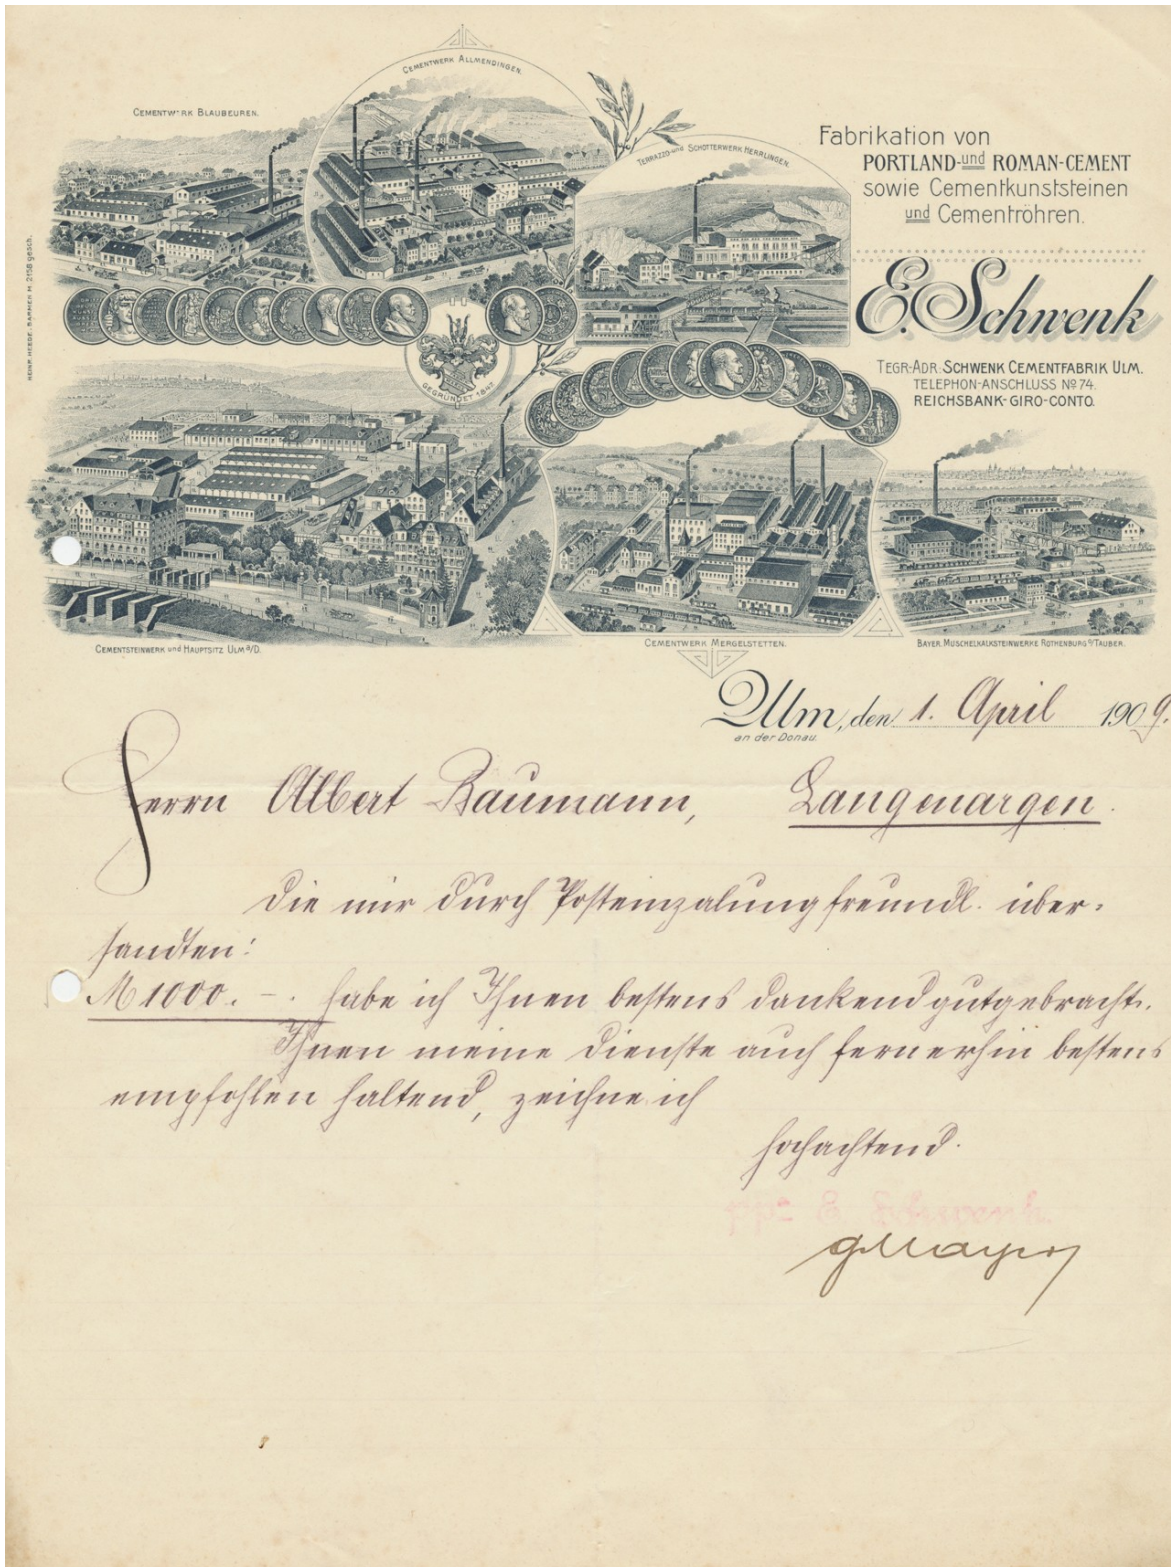 CEMENTWERK ALLMENDINGEN.
CEMENTWERK BLAUBEUREN.
TERRAZZO-und SCHOTTERWERK HERRLINGEN.
Fabrikation von
PORTLAND-und ROMAN-CEMENT
sowie Cementkunststeinen
und Cementröhren.
E. Schwenk
TEGR.-ADR. SCHWENK CEMENTFABRIK ULM.
TELEPHON-ANSCHLUSS No 74.
REICHSBANK-GIRO-CONTO.
GEGRÜNDET 1847
CEMENTSTEINWERK und HAUPTSITZ ULM a/D.
CEMENTWERK MERGELSTETTEN.
BAYER. MUSCHELKALKSTEINWERKE ROTHENBURG o/TAUBER.
Ulm, den 1. April 1909.
an der Donau.
Herrn Albert Baumann, Langenargen.
Die mir durch Posteinzalung freundl. über-
sandten:
M 1000. -. habe ich Ihnen bestens dankend gutgebracht.
Ihnen meine Dienste auch fernerhin bestens
empfohlen haltend, zeichne ich
hochachtend.
ppa E. Schwenk.
GMayer